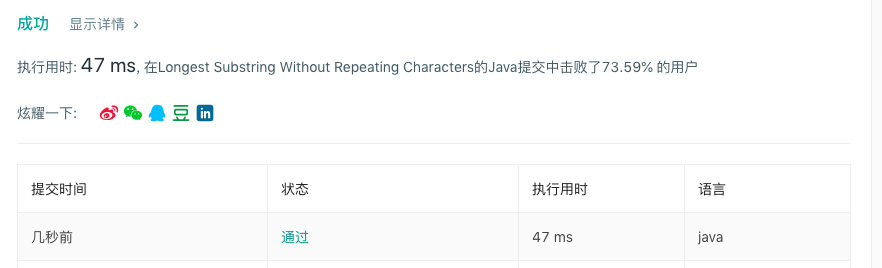 成功 显示详情 ›
执行用时: 47 ms, 在Longest Substring Without Repeating Characters的Java提交中击败了73.59% 的用户
炫耀一下: 豆 in
提交时间 状态 执行用时 语言
几秒前 通过 47 ms java